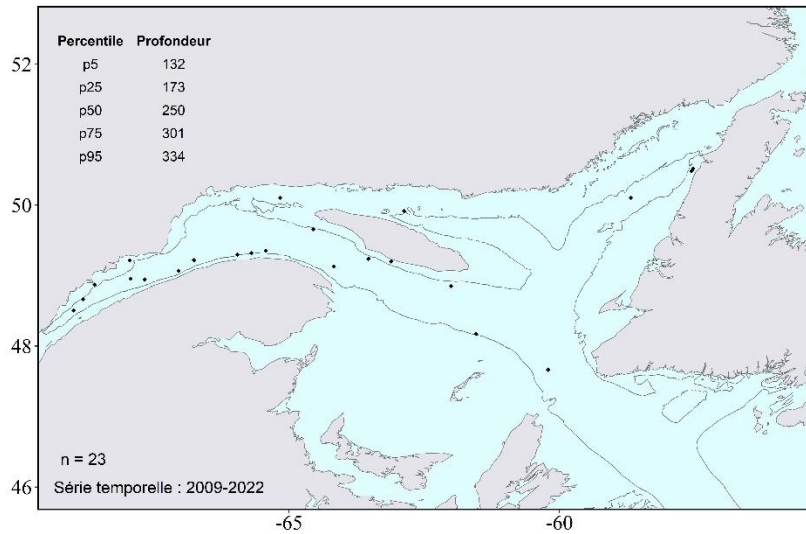 Percentile Profondeur
p5 132
p25 173
p50 250
p75 301
p95 334
52
50
48
46
n = 23
Série temporelle : 2009-2022
-65 -60